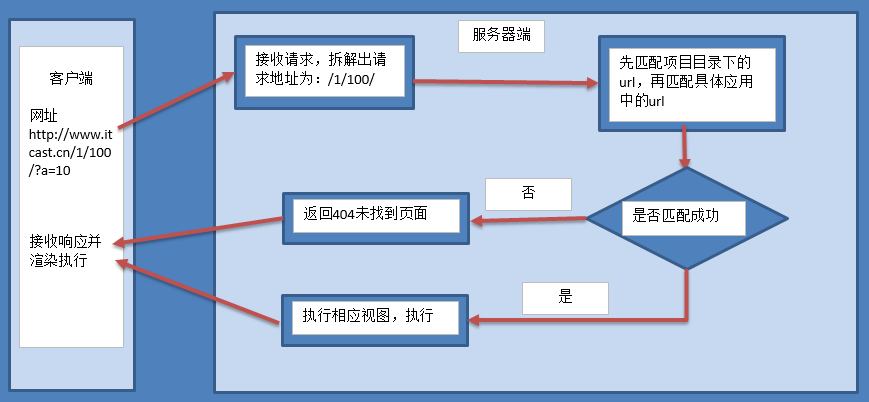 客户端
网址
http://www.it
cast.cn/1/100
/?a=10
接收响应并
渲染执行
服务器端
接收请求，拆解出请
求地址为：/1/100/
先匹配项目目录下的
url，再匹配具体应用
中的url
是否匹配成功
否
返回404未找到页面
是
执行相应视图，执行